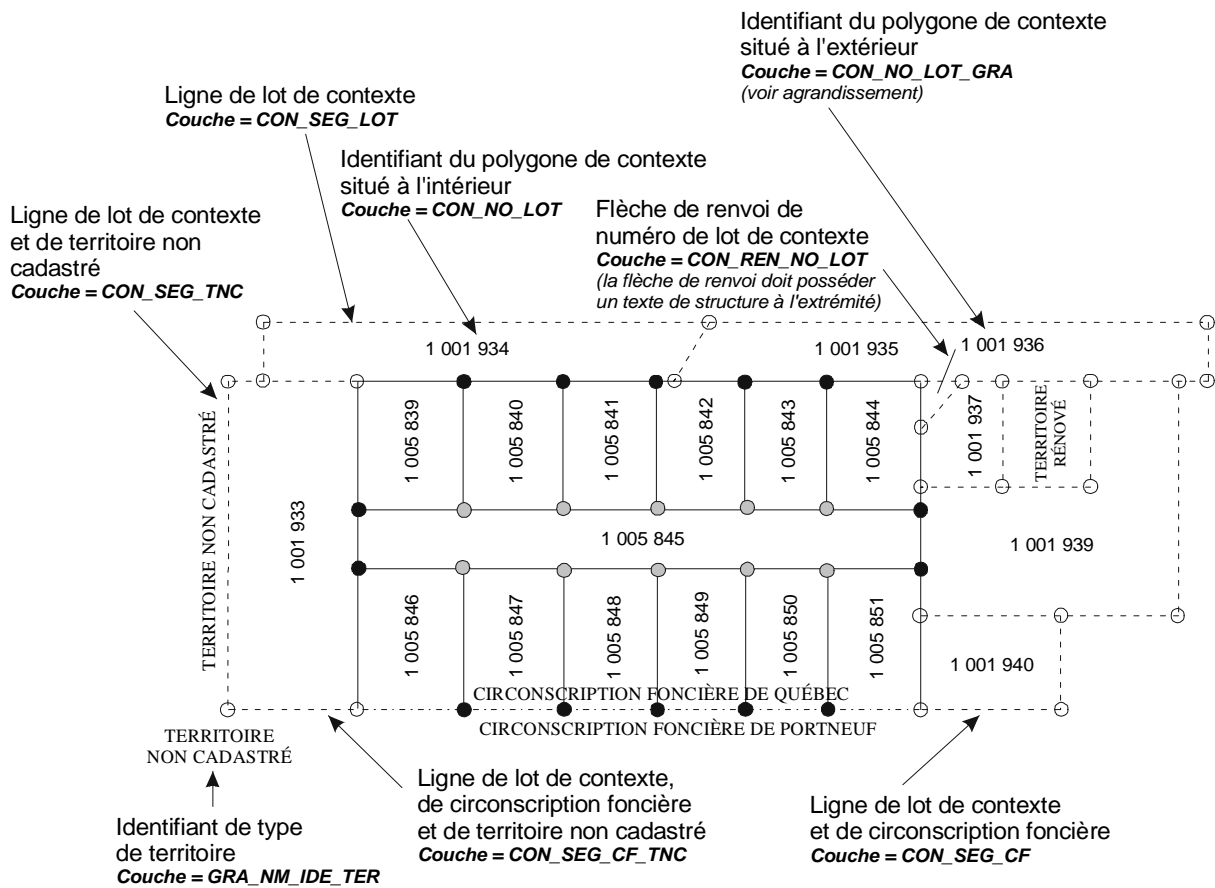 Identifiant du polygone de contexte
situé à l'extérieur
Couche = CON_NO_LOT_GRA
(voir agrandissement)
Ligne de lot de contexte
Couche = CON_SEG_LOT
Identifiant du polygone de contexte
situé à l'intérieur
Couche = CON_NO_LOT
Flèche de renvoi de
numéro de lot de contexte
Couche = CON_REN_NO_LOT
(la flèche de renvoi doit posséder
un texte de structure à l'extrémité)
Ligne de lot de contexte
et de territoire non
cadastré
Couche = CON_SEG_TNC
1 001 934
1 001 935
1 001 936
TERRITOIRE NON CADASTRÉ
1 001 933
1 005 839
1 005 840
1 005 841
1 005 842
1 005 843
1 005 844
1 001 937
TERRITOIRE
RÉNOVÉ
1 005 845
1 001 939
1 005 846
1 005 847
1 005 848
1 005 849
1 005 850
1 005 851
1 001 940
CIRCONSCRIPTION FONCIÈRE DE QUÉBEC
CIRCONSCRIPTION FONCIÈRE DE PORTNEUF
TERRITOIRE
NON CADASTRÉ
Identifiant de type
de territoire
Couche = GRA_NM_IDE_TER
Ligne de lot de contexte,
de circonscription foncière
et de territoire non cadastré
Couche = CON_SEG_CF_TNC
Ligne de lot de contexte
et de circonscription foncière
Couche = CON_SEG_CF